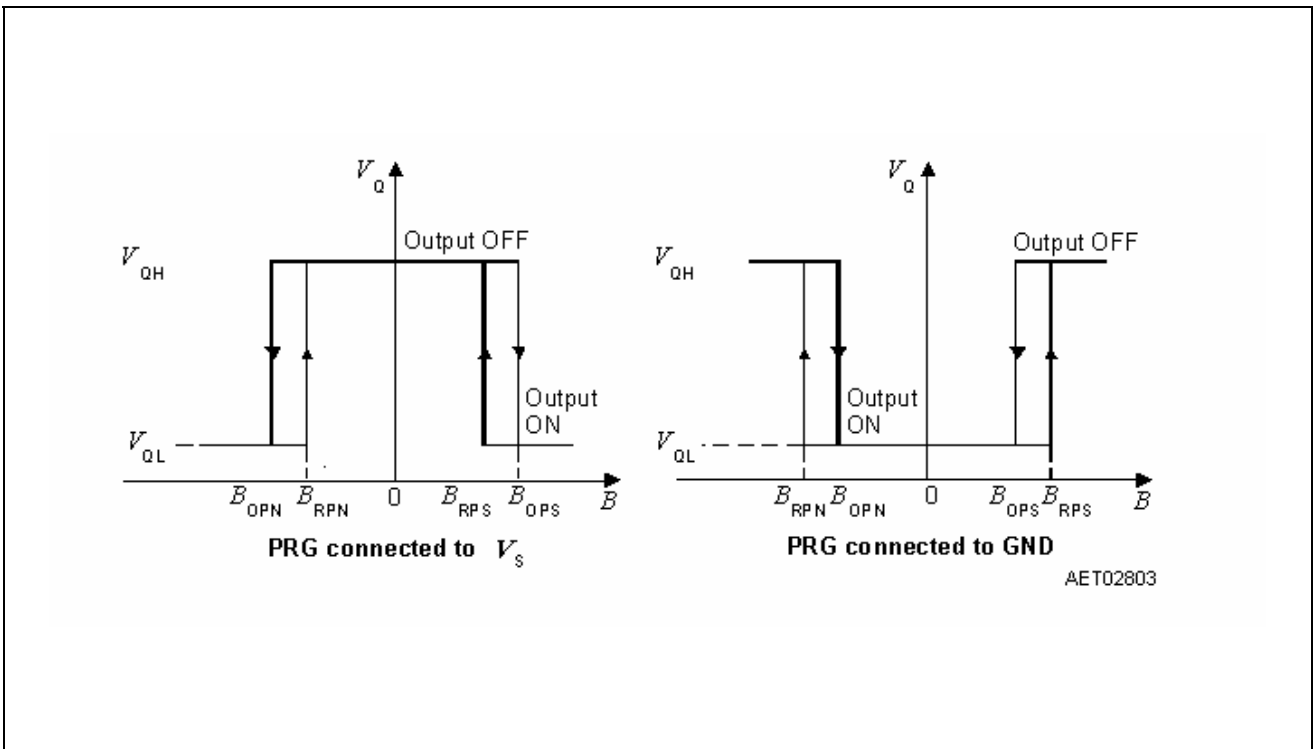 V_Q
Output OFF
V_QH
Output ON
V_QL
B_OPN B_RPN 0 B_RPS B_OPS B
PRG connected to V_S
V_Q
Output OFF
V_QH
Output ON
V_QL
B_RPN B_OPN 0 B_OPS B_RPS B
PRG connected to GND
AET02803